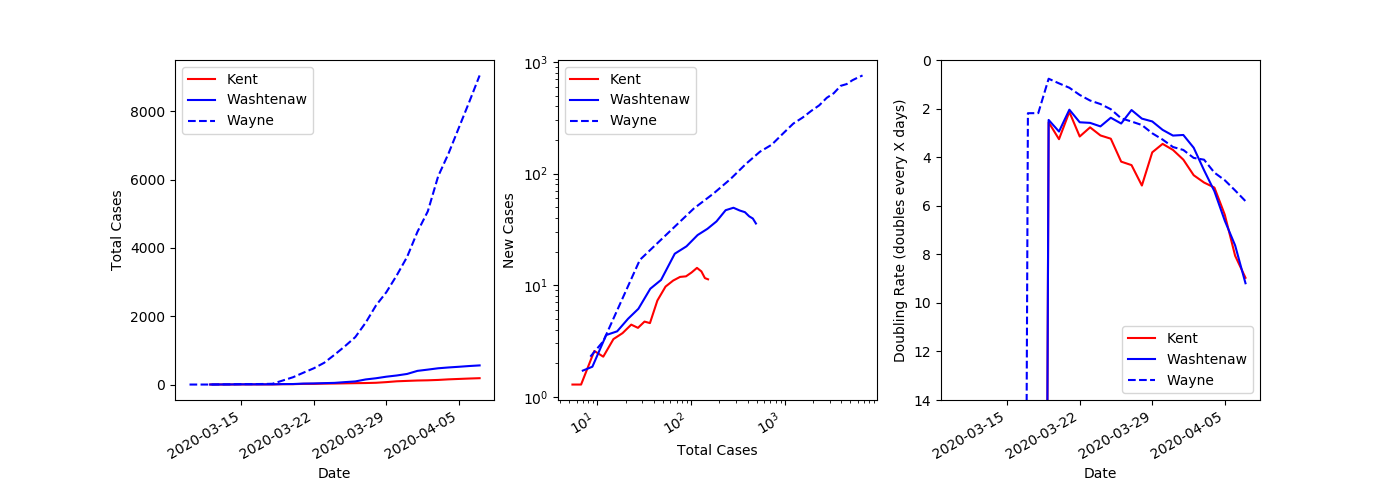 Kent
Washtenaw
Wayne
8000
6000
4000
2000
0
Total Cases
2020-03-15
2020-03-22
2020-03-29
2020-04-05
Date
Kent
Washtenaw
Wayne
10³
10²
10¹
10⁰
New Cases
10¹
10²
10³
Total Cases
0
2
4
6
8
10
12
14
Doubling Rate (doubles every X days)
Kent
Washtenaw
Wayne
2020-03-15
2020-03-22
2020-03-29
2020-04-05
Date